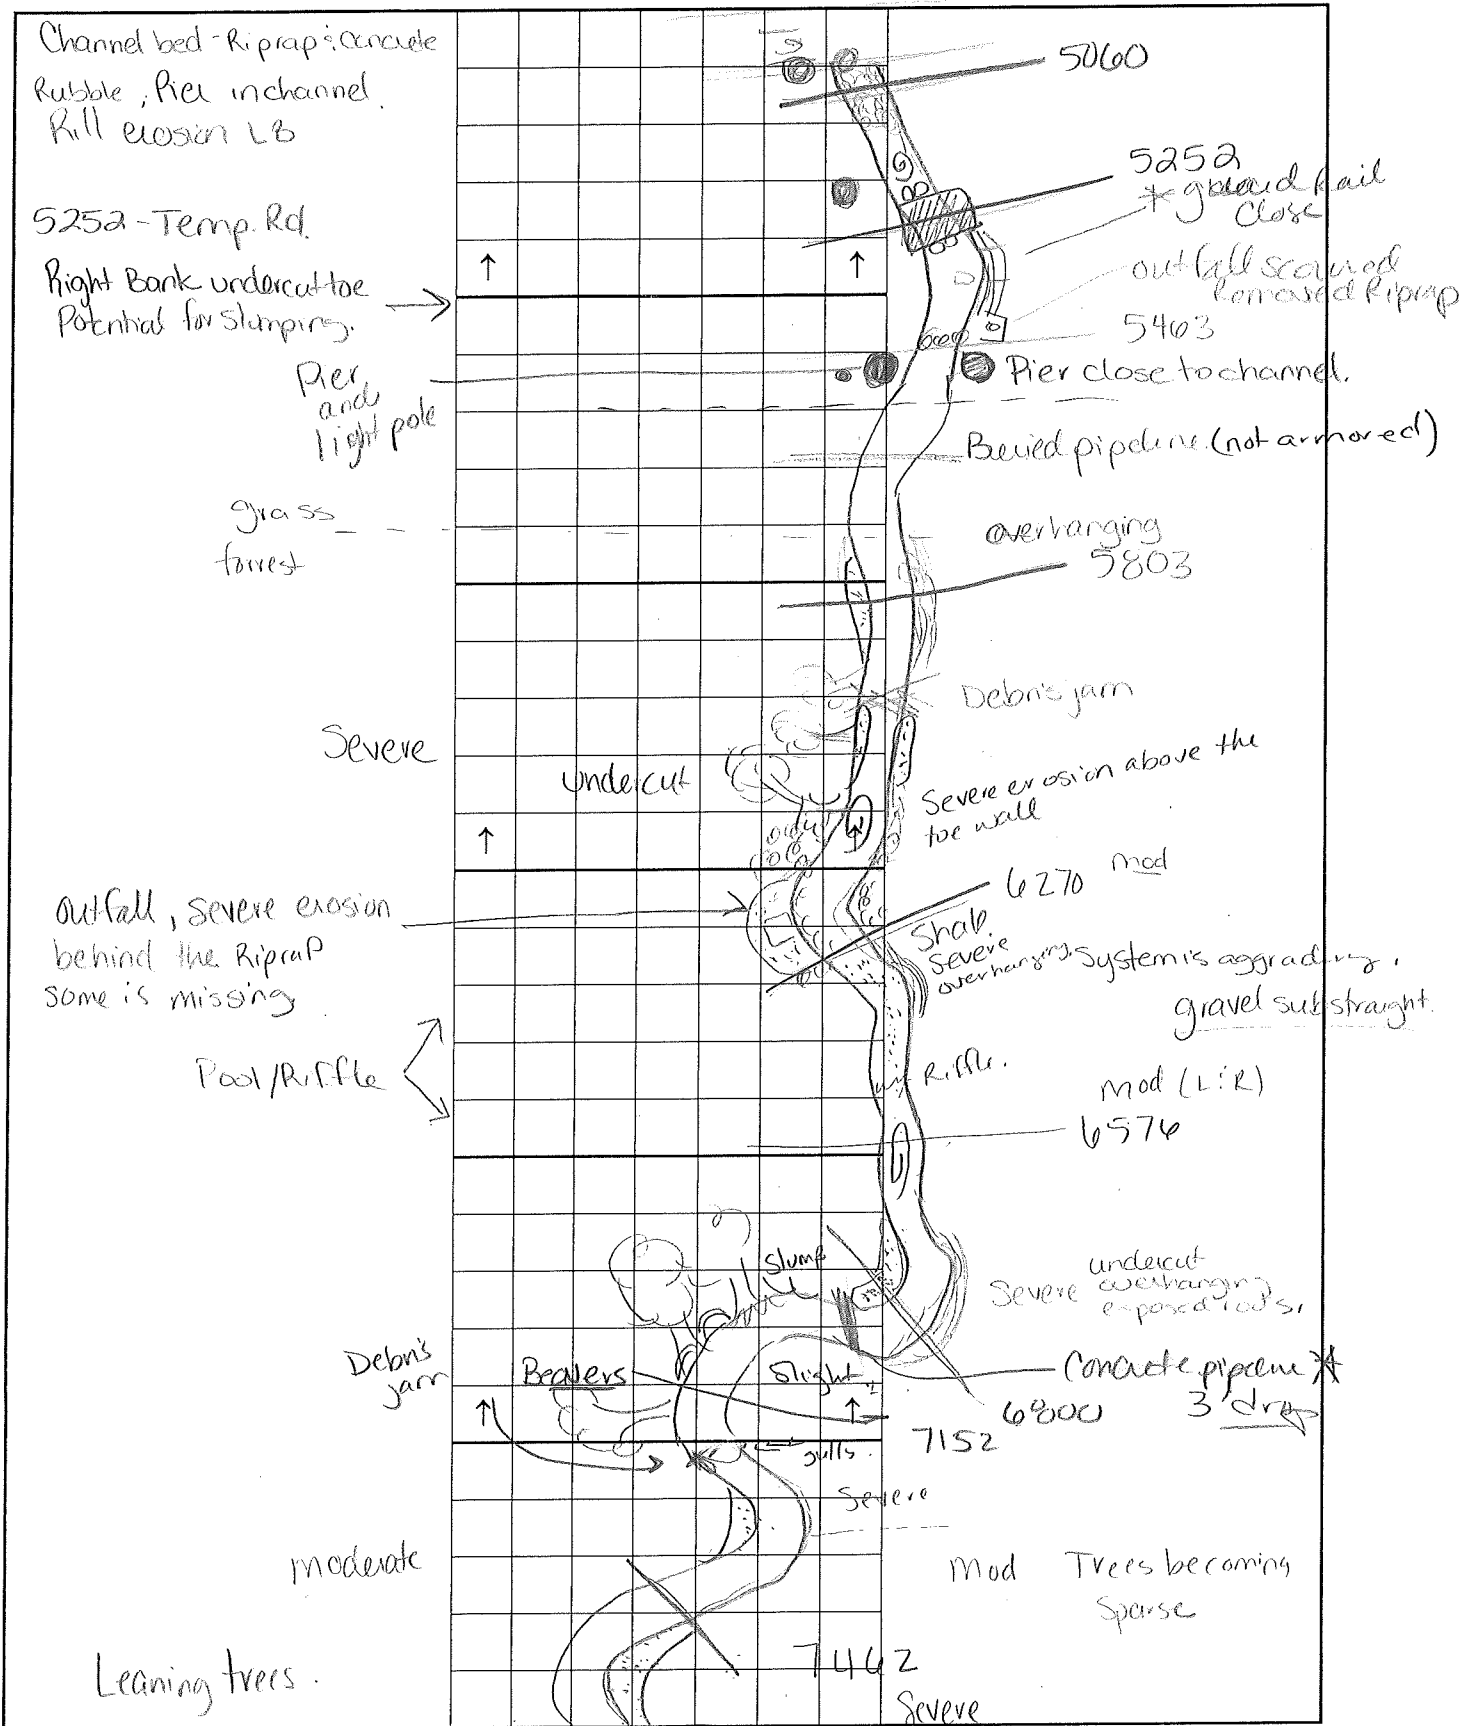 Channel bed - Riprap & concrete
Rubble, Pier in channel.
Rill erosion LB
5060
5252
* guard rail
close
5252 - Temp. Rd.
Right Bank undercut toe
Potential for slumping.
outfall scoured
Removed Riprap
5463
Pier
and
light pole
Pier close to channel.
Buried pipeline (not armored)
grass
forrest
overhanging
5803
Debris jam
Severe
undercut
Severe erosion above the
toe wall
6270 mod
outfall, severe erosion
behind the Riprap
some is missing
Severe
overhanging. System is aggrading.
gravel substraight.
Pool/Riffle
Riffle.
Mod (L & R)
6576
Slump
undercut
Severe overhanging
exposed roots,
Debris
jam
Beavers
Slight
Concrete pipeline *
3' drop
6800
7152
Severe
moderate
Mod Trees becoming
Sparse
7462
Leaning trees.
Severe